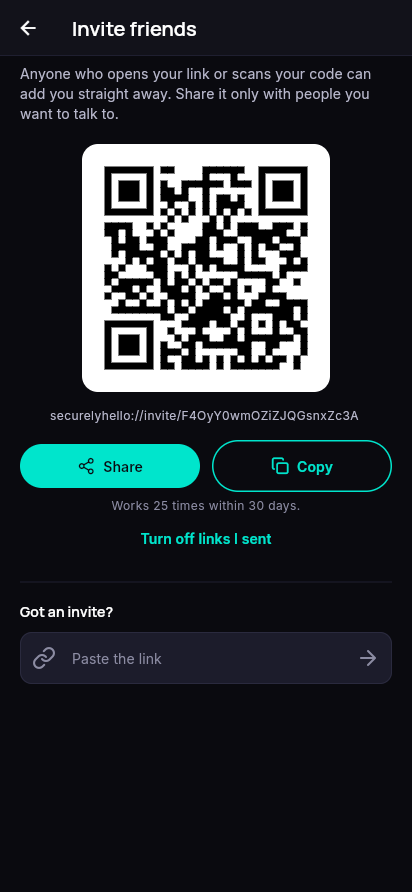 Invite friends
Anyone who opens your link or scans your code can
add you straight away. Share it only with people you
want to talk to.
securelyhello://invite/F4OyY0wmOZiZJQGsnxZc3A
Share
Copy
Works 25 times within 30 days.
Turn off links I sent
Got an invite?
Paste the link